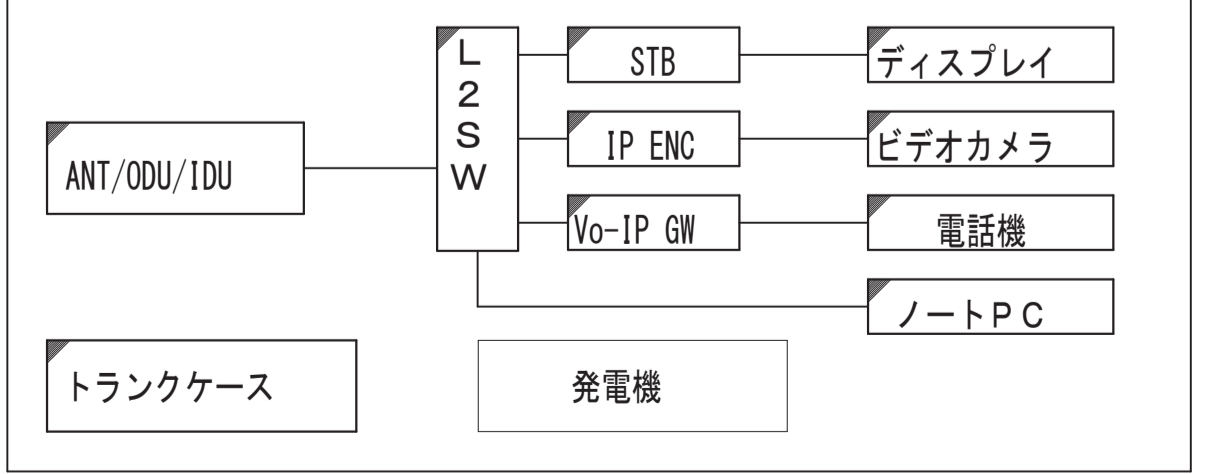 L2SW
STB
ディスプレイ
IP ENC
ビデオカメラ
ANT/ODU/IDU
Vo-IP GW
電話機
ノートＰＣ
トランクケース
発電機